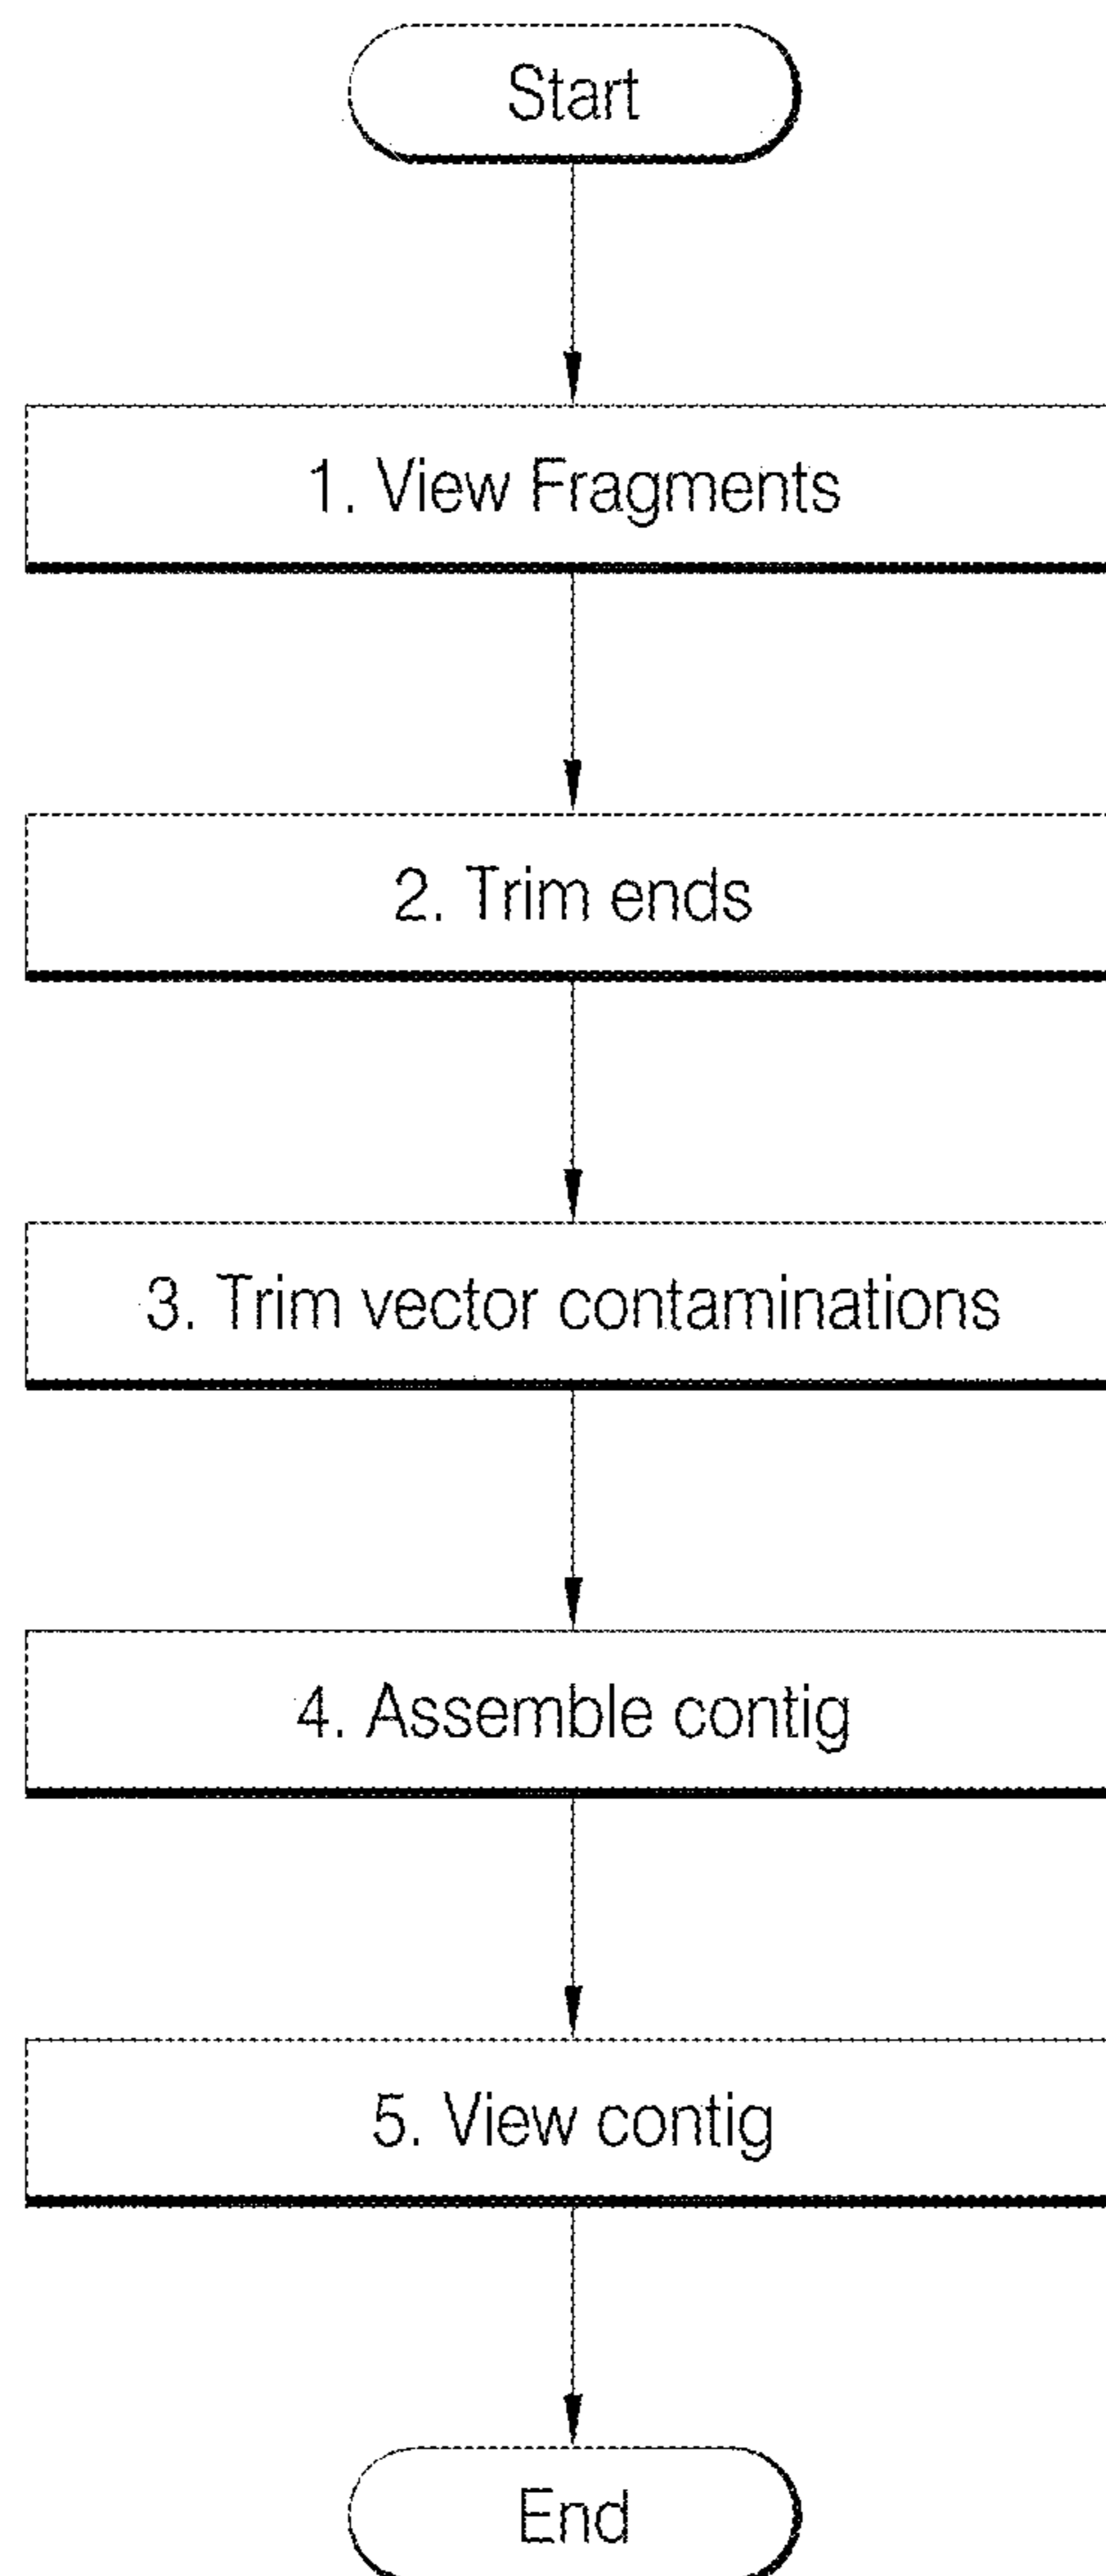 Start
1. View Fragments
2. Trim ends
3. Trim vector contaminations
4. Assemble contig
5. View contig
End